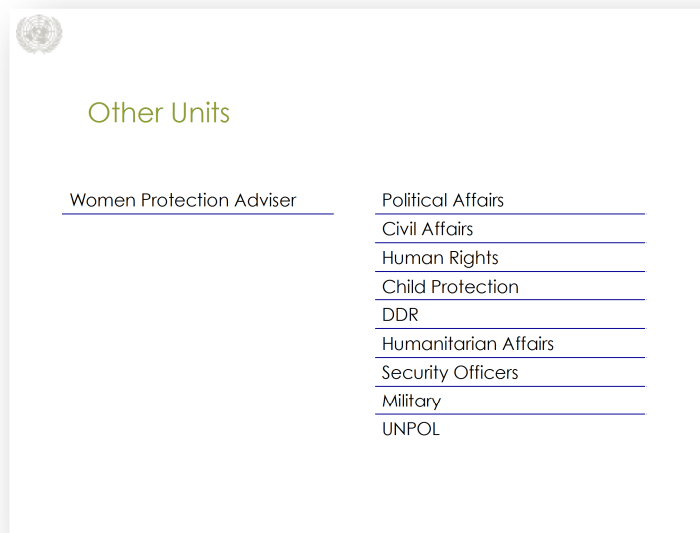 Other Units
Women Protection Adviser
Political Affairs
Civil Affairs
Human Rights
Child Protection
DDR
Humanitarian Affairs
Security Officers
Military
UNPOL